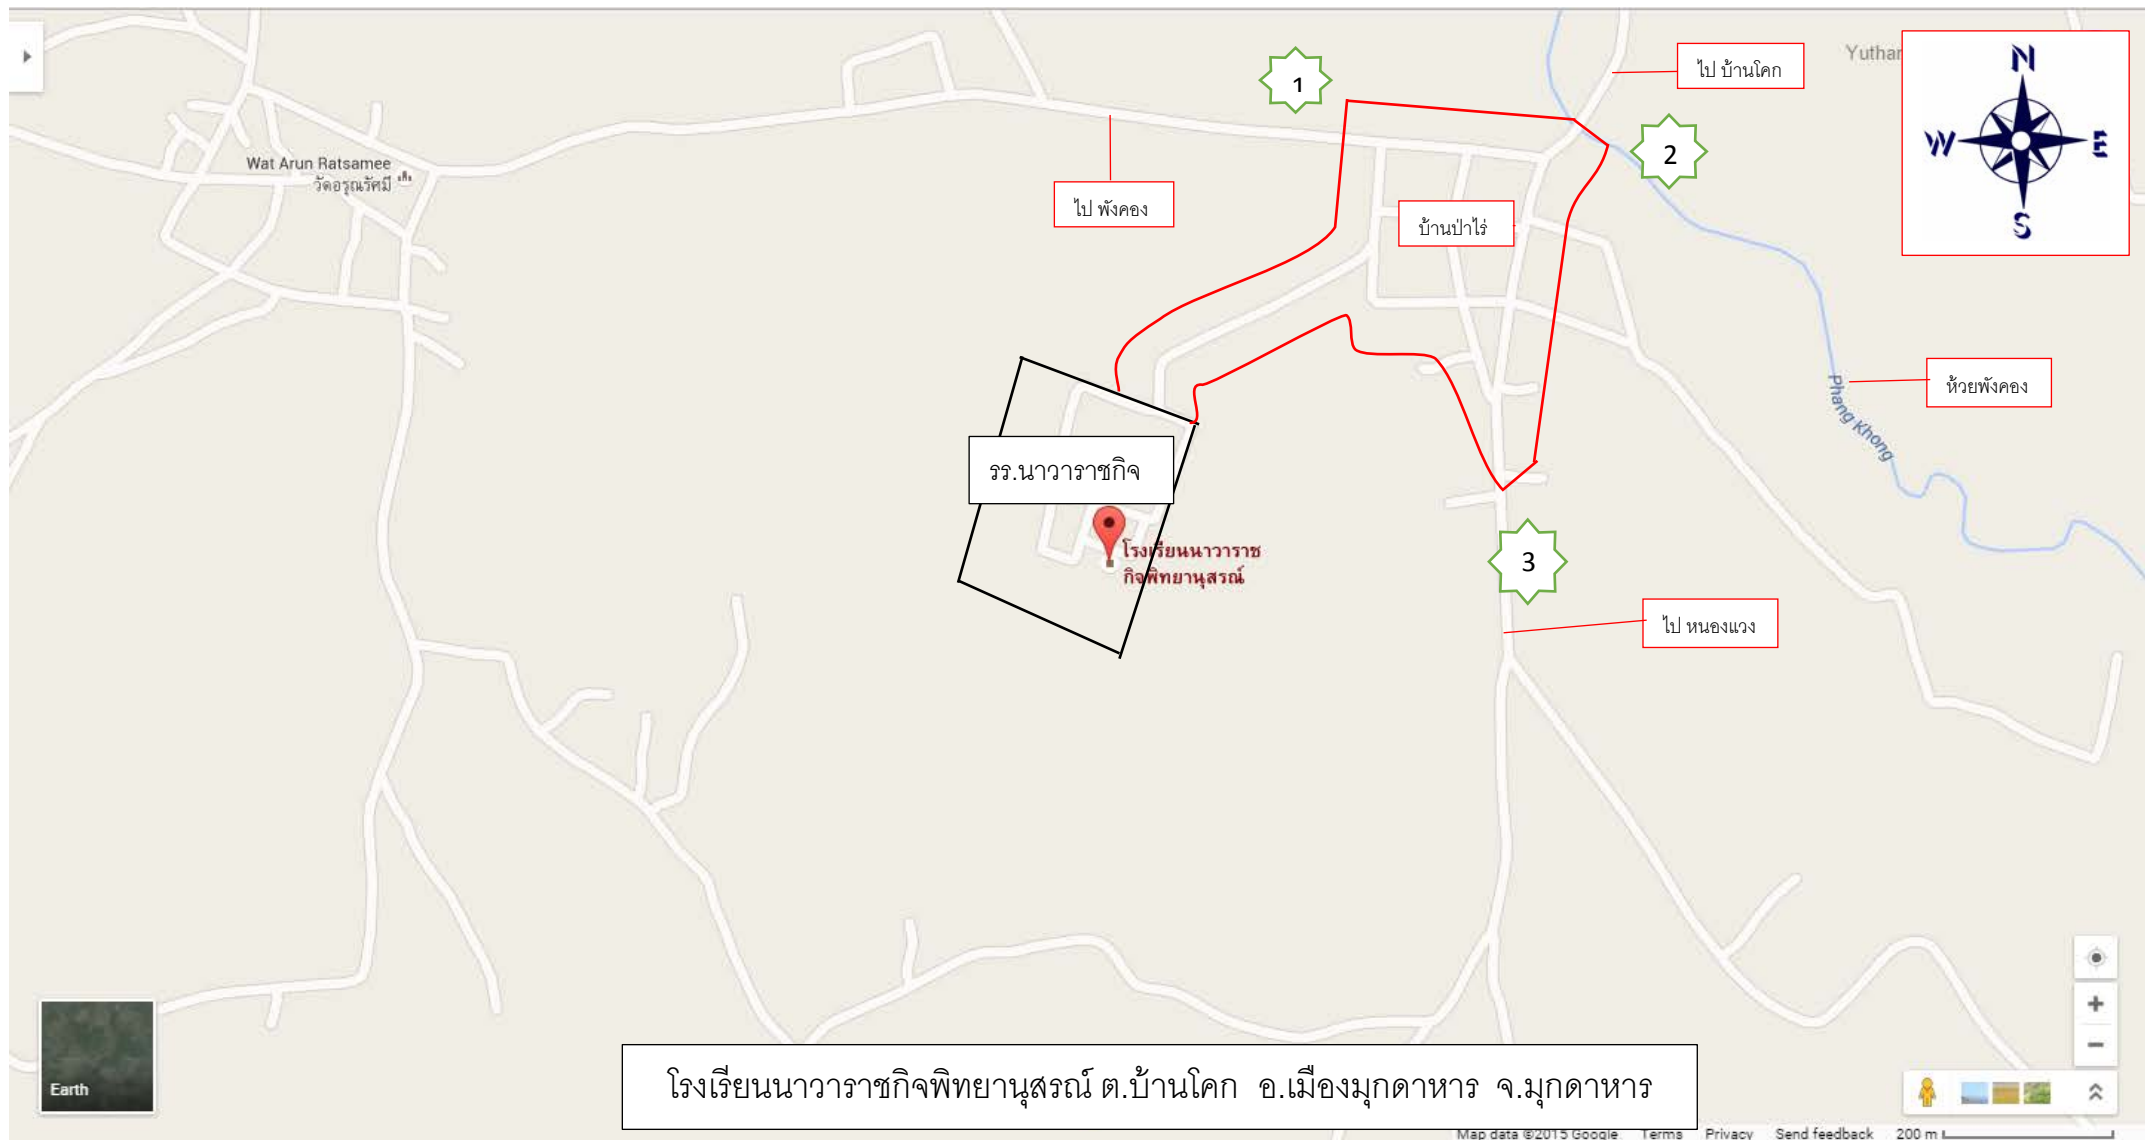 N
W
E
S
1
ไป บ้านโคก
2
Wat Arun Ratsamee
วัดอรุณรัศมี
ไป พังคอง
บ้านป่าไร่
ห้วยพังคอง
Phang Khong
รร.นาวาราชกิจ
โรงเรียนนาวาราช
กิจพิทยานุสรณ์
3
ไป หนองแวง
Earth
โรงเรียนนาวาราชกิจพิทยานุสรณ์ ต.บ้านโคก อ.เมืองมุกดาหาร จ.มุกดาหาร
Map data ©2015 Google Terms Privacy Send feedback 200 m